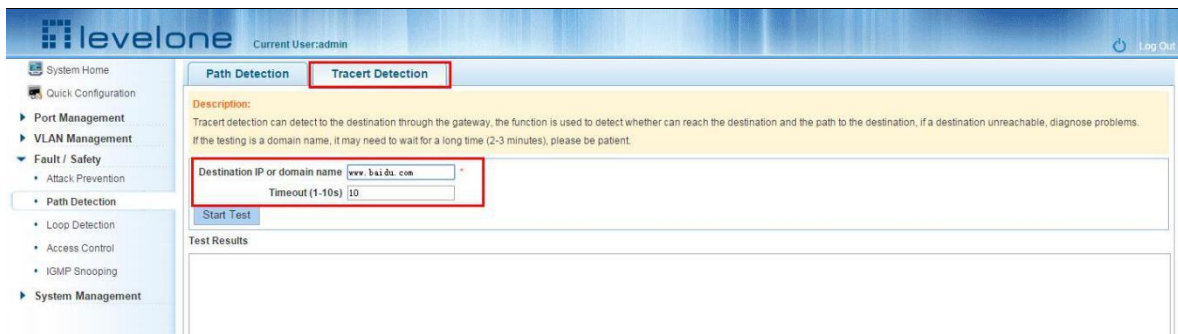 levelone
Current User:admin
Log Out
System Home
Quick Configuration
Port Management
VLAN Management
Fault / Safety
Attack Prevention
Path Detection
Loop Detection
Access Control
IGMP Snooping
System Management
Path Detection
Tracert Detection
Description:
Tracert detection can detect to the destination through the gateway, the function is used to detect whether can reach the destination and the path to the destination, if a destination unreachable, diagnose problems.
If the testing is a domain name, it may need to wait for a long time (2-3 minutes), please be patient.
Destination IP or domain name www.baidu.com *
Timeout (1-10s) 10
Start Test
Test Results